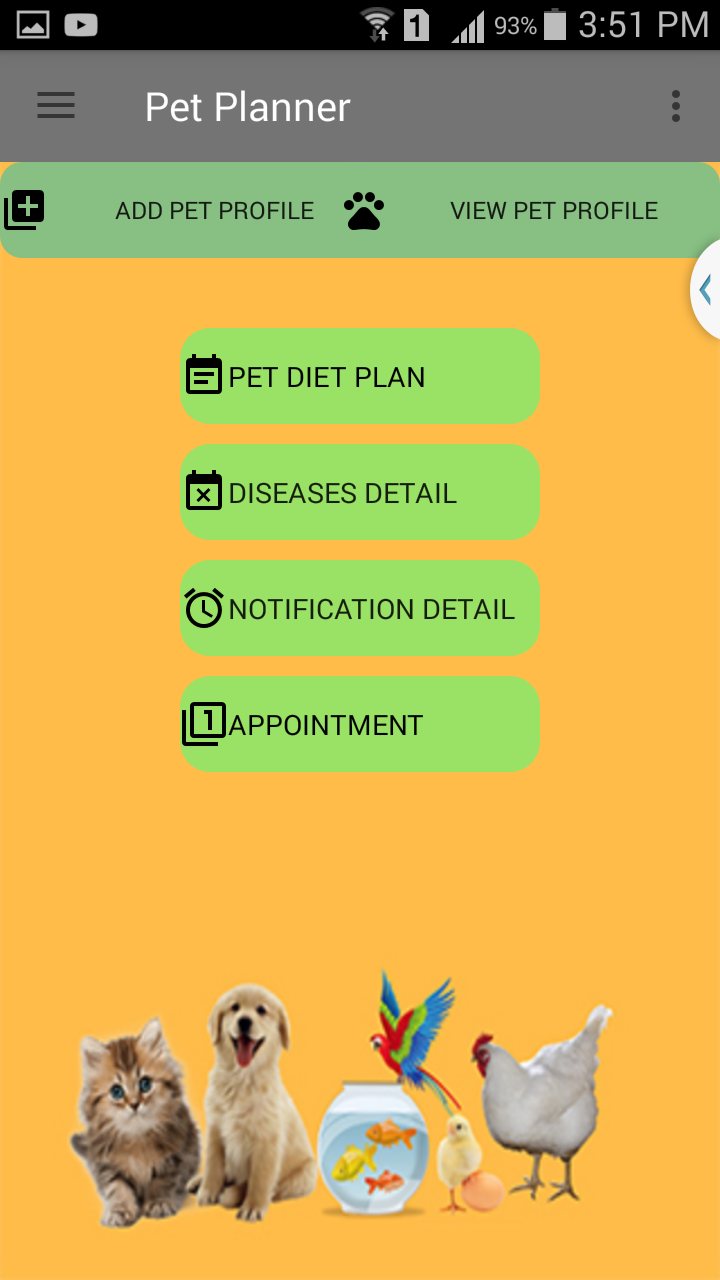 1 93% 3:51 PM
Pet Planner
ADD PET PROFILE VIEW PET PROFILE
PET DIET PLAN
DISEASES DETAIL
NOTIFICATION DETAIL
1 APPOINTMENT